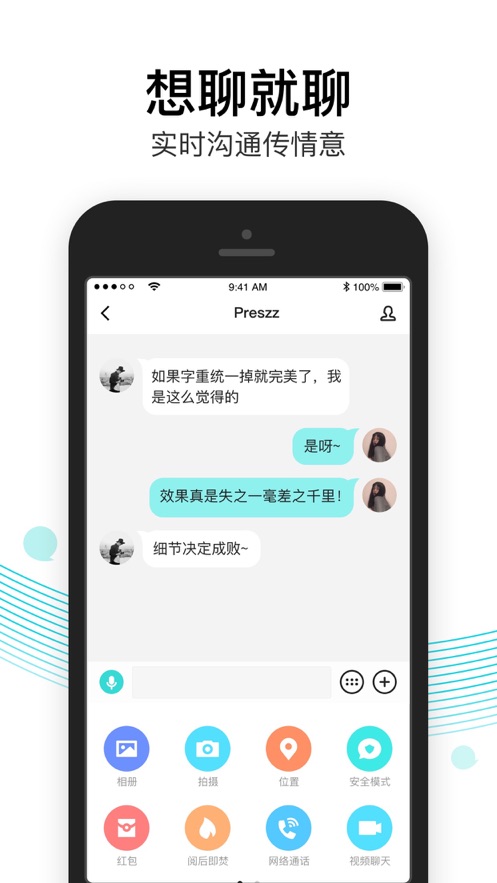 想聊就聊
实时沟通传情意
9:41 AM
100%
Preszz
如果字重统一掉就完美了，我
是这么觉得的
是呀~
效果真是失之一毫差之千里！
细节决定成败~
相册
拍摄
位置
安全模式
红包
阅后即焚
网络通话
视频聊天